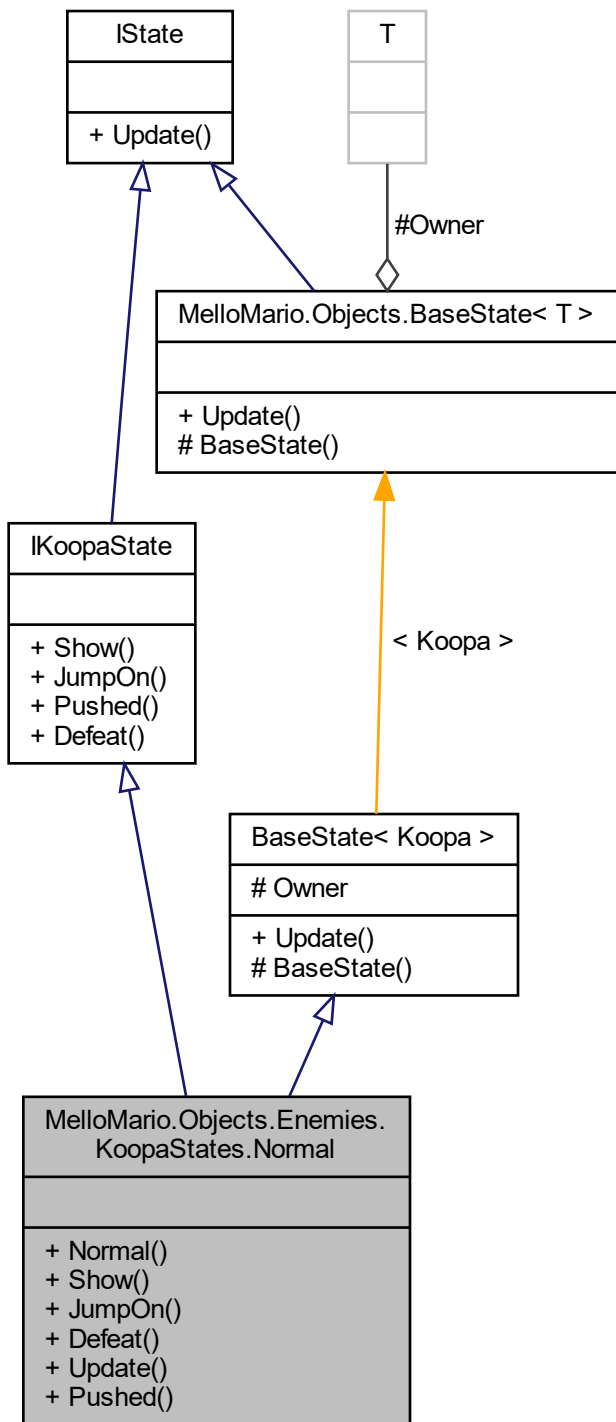 IState
+ Update()
T
#Owner
MelloMario.Objects.BaseState< T >
+ Update()
# BaseState()
IKoopaState
+ Show()
+ JumpOn()
+ Pushed()
+ Defeat()
< Koopa >
BaseState< Koopa >
# Owner
+ Update()
# BaseState()
MelloMario.Objects.Enemies.
KoopaStates.Normal
+ Normal()
+ Show()
+ JumpOn()
+ Defeat()
+ Update()
+ Pushed()